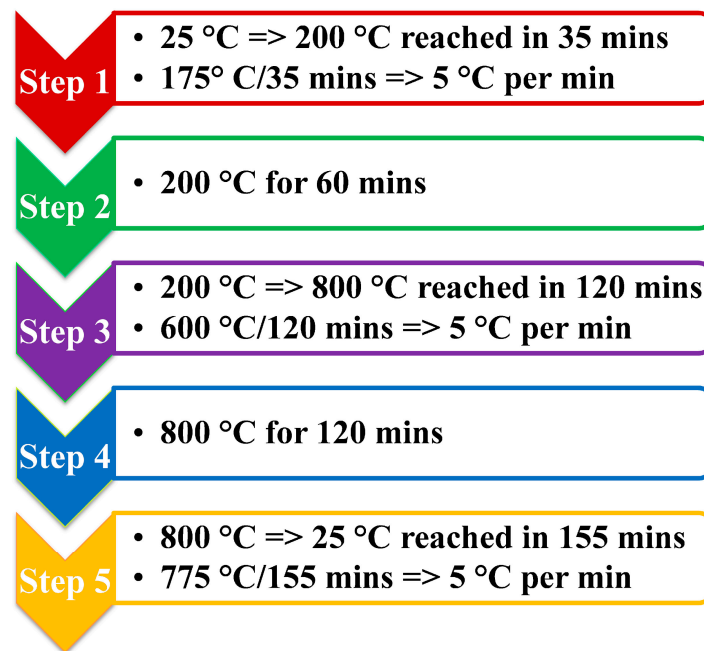 Step 1
• 25 °C => 200 °C reached in 35 mins
• 175° C/35 mins => 5 °C per min
Step 2
• 200 °C for 60 mins
Step 3
• 200 °C => 800 °C reached in 120 mins
• 600 °C/120 mins => 5 °C per min
Step 4
• 800 °C for 120 mins
Step 5
• 800 °C => 25 °C reached in 155 mins
• 775 °C/155 mins => 5 °C per min